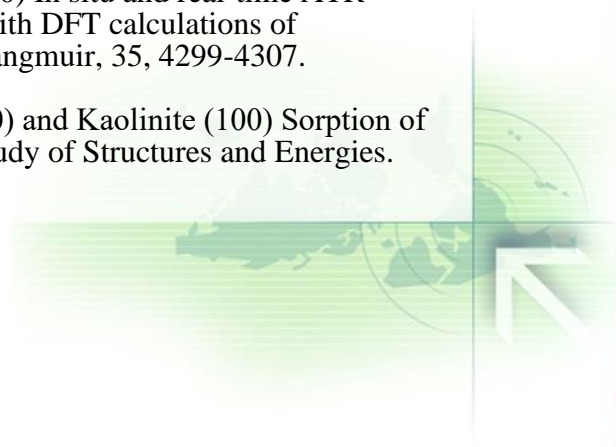 ) In situ and real-time ATR
ith DFT calculations of
angmuir, 35, 4299-4307.
0) and Kaolinite (100) Sorption of
udy of Structures and Energies.